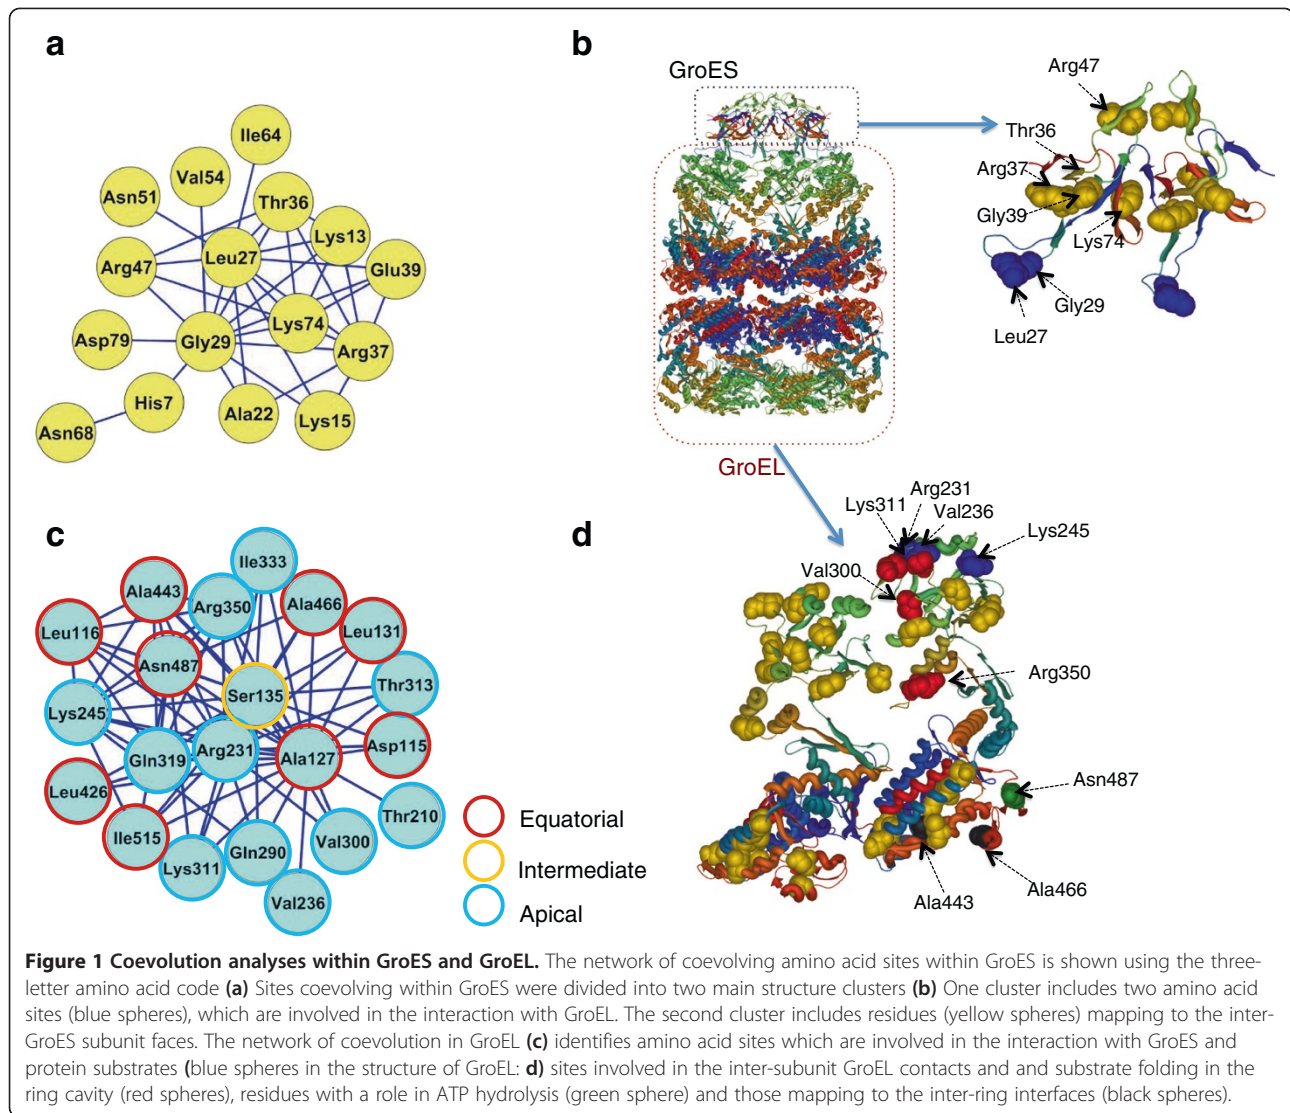 a
Ile64
Val54
Asn51
Thr36
Lys13
Leu27
Arg47
Glu39
Lys74
Asp79
Gly29
Arg37
His7
Ala22
Lys15
Asn68
b
GroES
GroEL
Arg47
Thr36
Arg37
Gly39
Lys74
Gly29
Leu27
c
Ile333
Ala443
Arg350
Ala466
Leu116
Leu131
Asn487
Ser135
Thr313
Lys245
Arg231
Gln319
Ala127
Asp115
Leu426
Thr210
Ile515
Val300
Gln290
Lys311
Val236
Equatorial
Intermediate
Apical
d
Arg231
Lys311
Val236
Lys245
Val300
Arg350
Asn487
Ala466
Ala443
Figure 1 Coevolution analyses within GroES and GroEL. The network of coevolving amino acid sites within GroES is shown using the three-
letter amino acid code (a) Sites coevolving within GroES were divided into two main structure clusters (b) One cluster includes two amino acid
sites (blue spheres), which are involved in the interaction with GroEL. The second cluster includes residues (yellow spheres) mapping to the inter-
GroES subunit faces. The network of coevolution in GroEL (c) identifies amino acid sites which are involved in the interaction with GroES and
protein substrates (blue spheres in the structure of GroEL: d) sites involved in the inter-subunit GroEL contacts and and substrate folding in the
ring cavity (red spheres), residues with a role in ATP hydrolysis (green sphere) and those mapping to the inter-ring interfaces (black spheres).